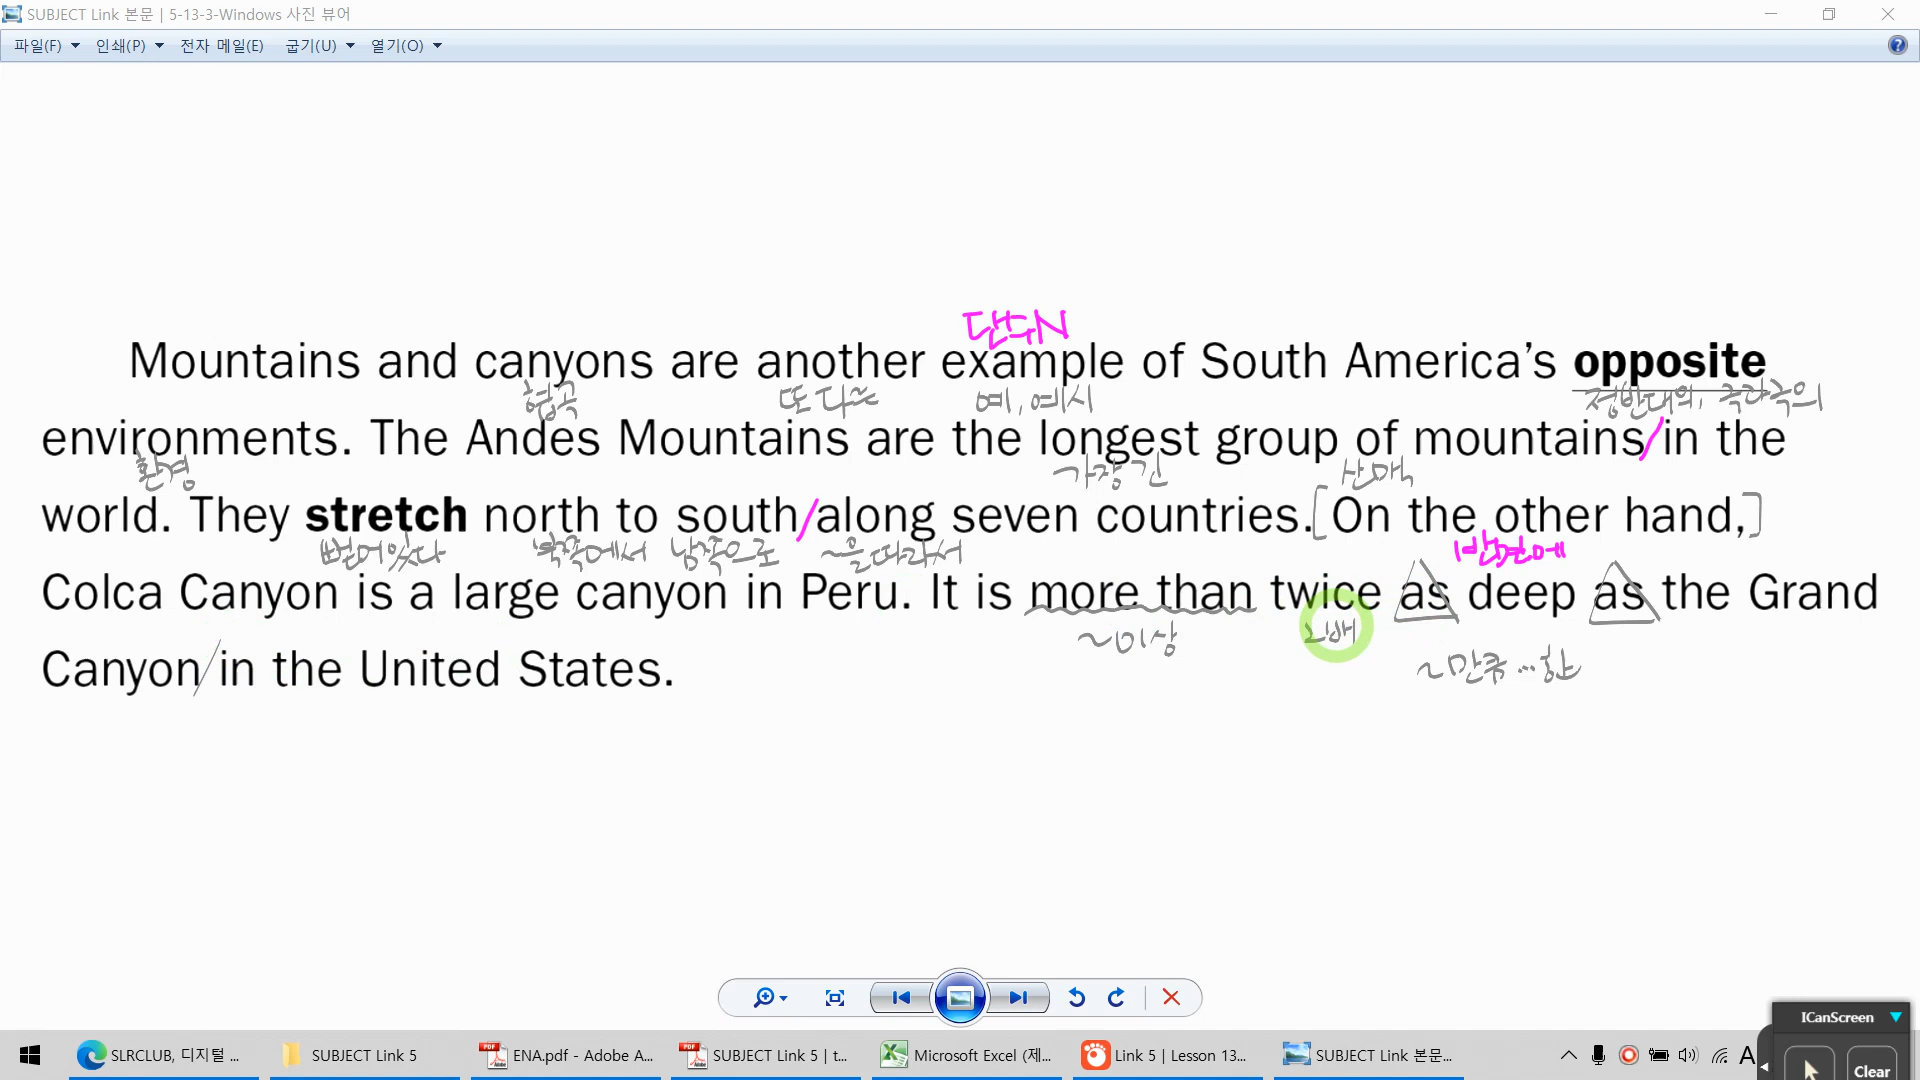 SUBJECT Link 본문 | 5-13-3-Windows 사진 뷰어
파일(F) 인쇄(P) 전자 메일(E) 굽기(U) 열기(O)
단수N
Mountains and canyons are another example of South America's opposite
협곡 또 다른 예, 예시 정반대의, 극과극의
environments. The Andes Mountains are the longest group of mountains/in the
환경 가장 긴 산맥
world. They stretch north to south/along seven countries.[On the other hand,]
뻗어있다 북쪽에서 남쪽으로 ~을 따라서 반면에
Colca Canyon is a large canyon in Peru. It is more than twice as deep as the Grand
~이상 2배 ~만큼 …한
Canyon/in the United States.
ICanScreen
Clear
SLRCLUB, 디지털 ...
SUBJECT Link 5
ENA.pdf - Adobe A...
SUBJECT Link 5 | t...
Microsoft Excel (제...
Link 5 | Lesson 13...
SUBJECT Link 본문...
A